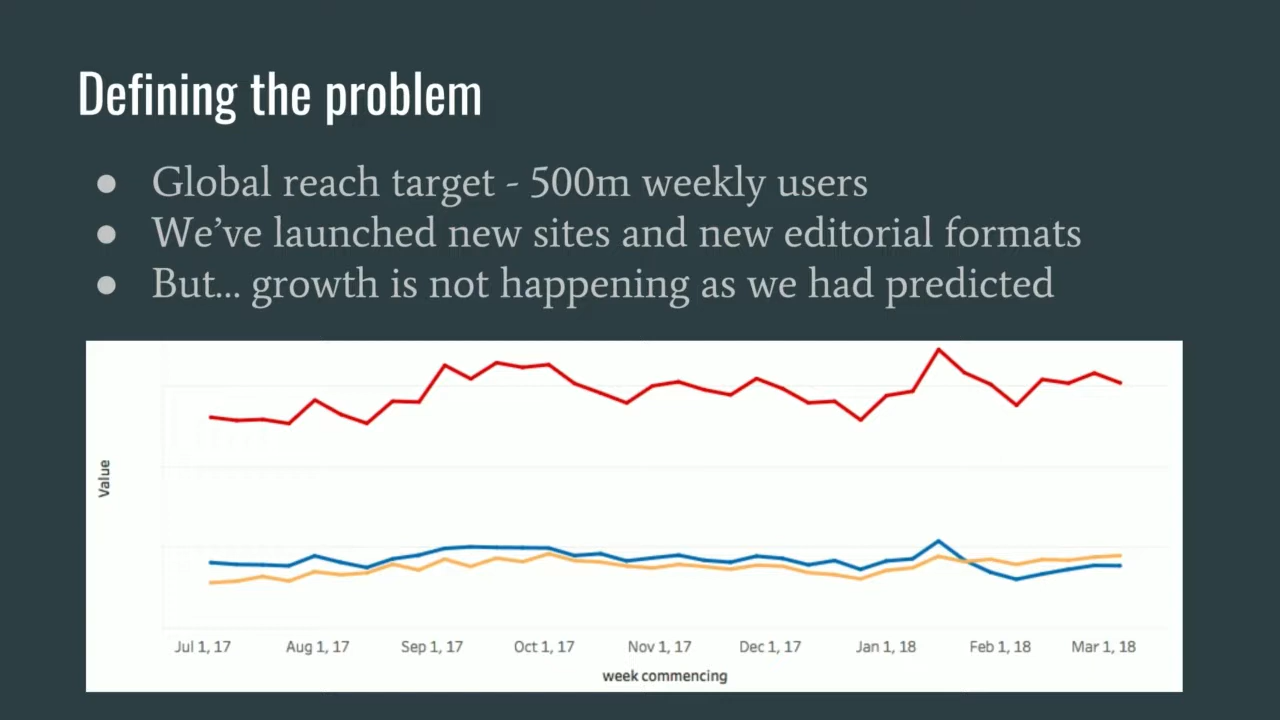 Defining the problem
● Global reach target - 500m weekly users
● We’ve launched new sites and new editorial formats
● But... growth is not happening as we had predicted
Value
Jul 1, 17 Aug 1, 17 Sep 1, 17 Oct 1, 17 Nov 1, 17 Dec 1, 17 Jan 1, 18 Feb 1, 18 Mar 1, 18
week commencing